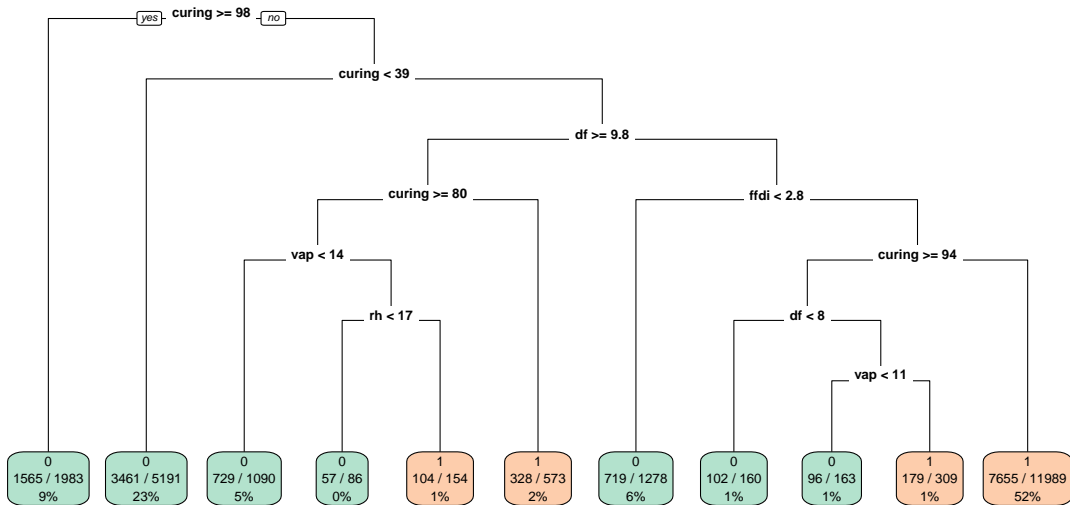 curing >= 98
yes
no
curing < 39
df >= 9.8
curing >= 80
ffdi < 2.8
vap < 14
curing >= 94
rh < 17
df < 8
vap < 11
0
1565 / 1983
9%
0
3461 / 5191
23%
0
729 / 1090
5%
0
57 / 86
0%
1
104 / 154
1%
1
328 / 573
2%
0
719 / 1278
6%
0
102 / 160
1%
0
96 / 163
1%
1
179 / 309
1%
1
7655 / 11989
52%